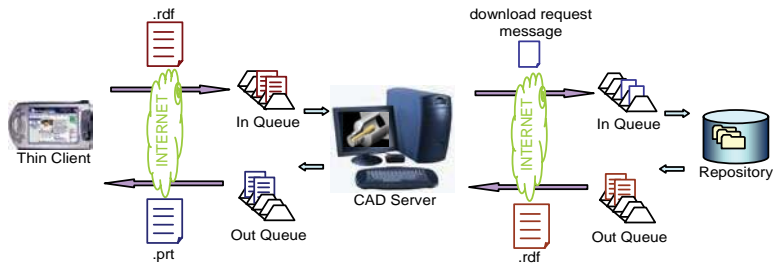 .rdf
download request
message
INTERNET
In Queue
INTERNET
In Queue
Thin Client
CAD Server
Repository
Out Queue
Out Queue
.prt
.rdf